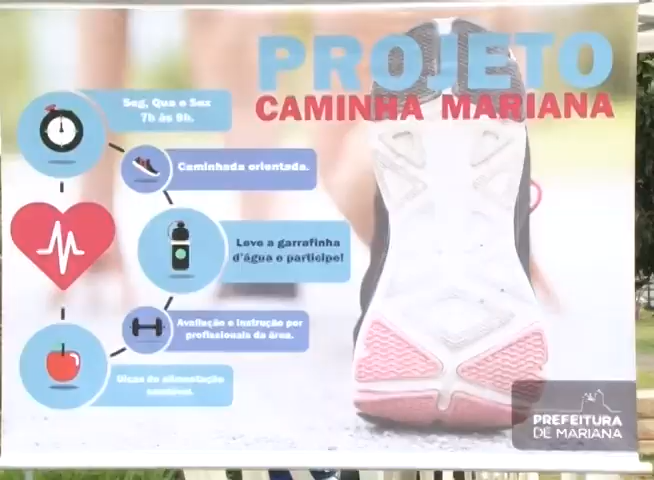 PROJETO
CAMINHA MARIANA
Seg, Qua e Sex
7h às 9h.
Caminhada orientada.
Leve a garrafinha
d'água e participe!
Avaliação e instrução por
profissionais da área.
Dicas de alimentação
PREFEITURA
DE MARIANA